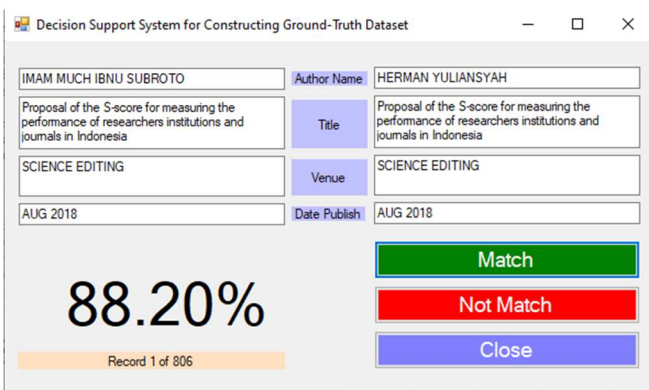 Decision Support System for Constructing Ground-Truth Dataset
IMAM MUCH IBNU SUBROTO
Author Name
HERMAN YULIANSYAH
Proposal of the S-score for measuring the
performance of researchers institutions and
journals in Indonesia
Title
Proposal of the S-score for measuring the
performance of researchers institutions and
journals in Indonesia
SCIENCE EDITING
Venue
SCIENCE EDITING
AUG 2018
Date Publish
AUG 2018
88.20%
Record 1 of 806
Match
Not Match
Close